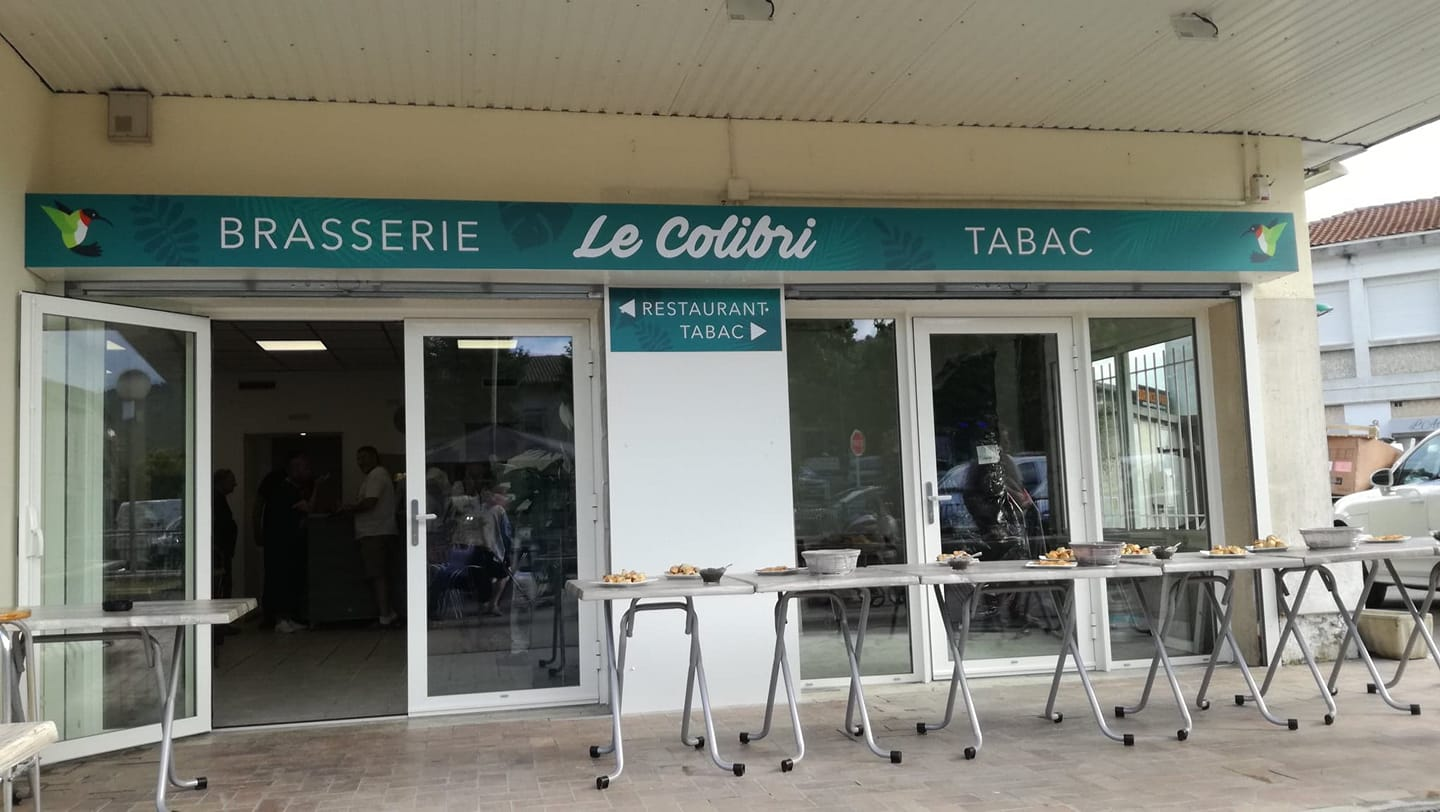 BRASSERIE Le Colibri TABAC
◀ RESTAURANT
TABAC ▶